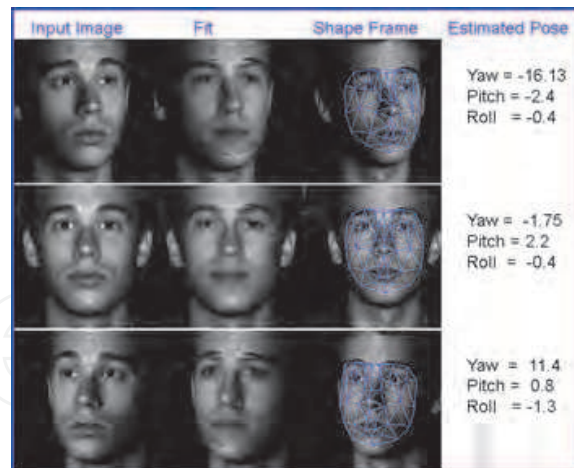 Input Image Fit Shape Frame Estimated Pose
Yaw = -16.13
Pitch = -2.4
Roll = -0.4
Yaw = -1.75
Pitch = 2.2
Roll = -0.4
Yaw = 11.4
Pitch = 0.8
Roll = -1.3